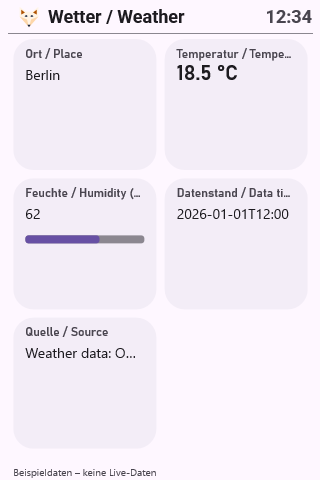 Wetter / Weather
12:34
Ort / Place
Berlin
Temperatur / Tempe...
18.5 °C
Feuchte / Humidity (...
62
Datenstand / Data ti...
2026-01-01T12:00
Quelle / Source
Weather data: O...
Beispieldaten – keine Live-Daten